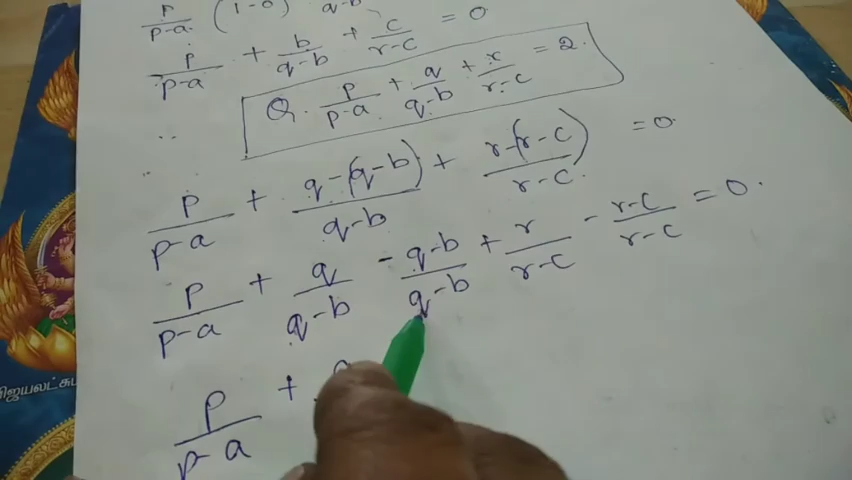 p/p-a (1-0) q-b
p/p-a + b/q-b + c/r-c = 0
∴ Q. p/p-a + q/q-b + r/r-c = 2.
p/p-a + q-(q-b)/q-b + r-(r-c)/r-c = 0
p/p-a + q/q-b - q-b/q-b + r/r-c - r-c/r-c = 0.
p/p-a +